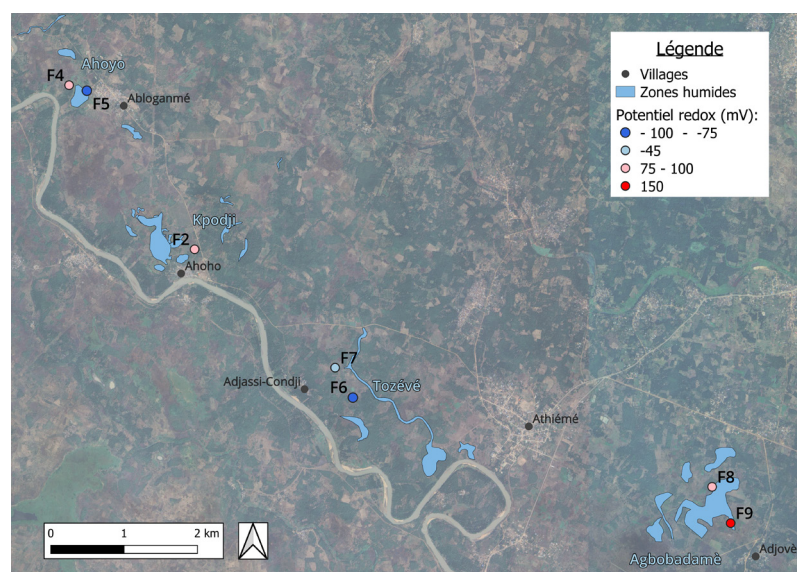 Légende
Villages
Zones humides
Potentiel redox (mV):
- 100 - -75
-45
75 - 100
150
Ahoyo
F4
F5
Abloganmé
Kpodji
F2
Ahoho
F7
Adjassi-Condji
F6
Tozévé
Athiémé
F8
F9
Agbobadamè
Adjovè
0 1 2 km